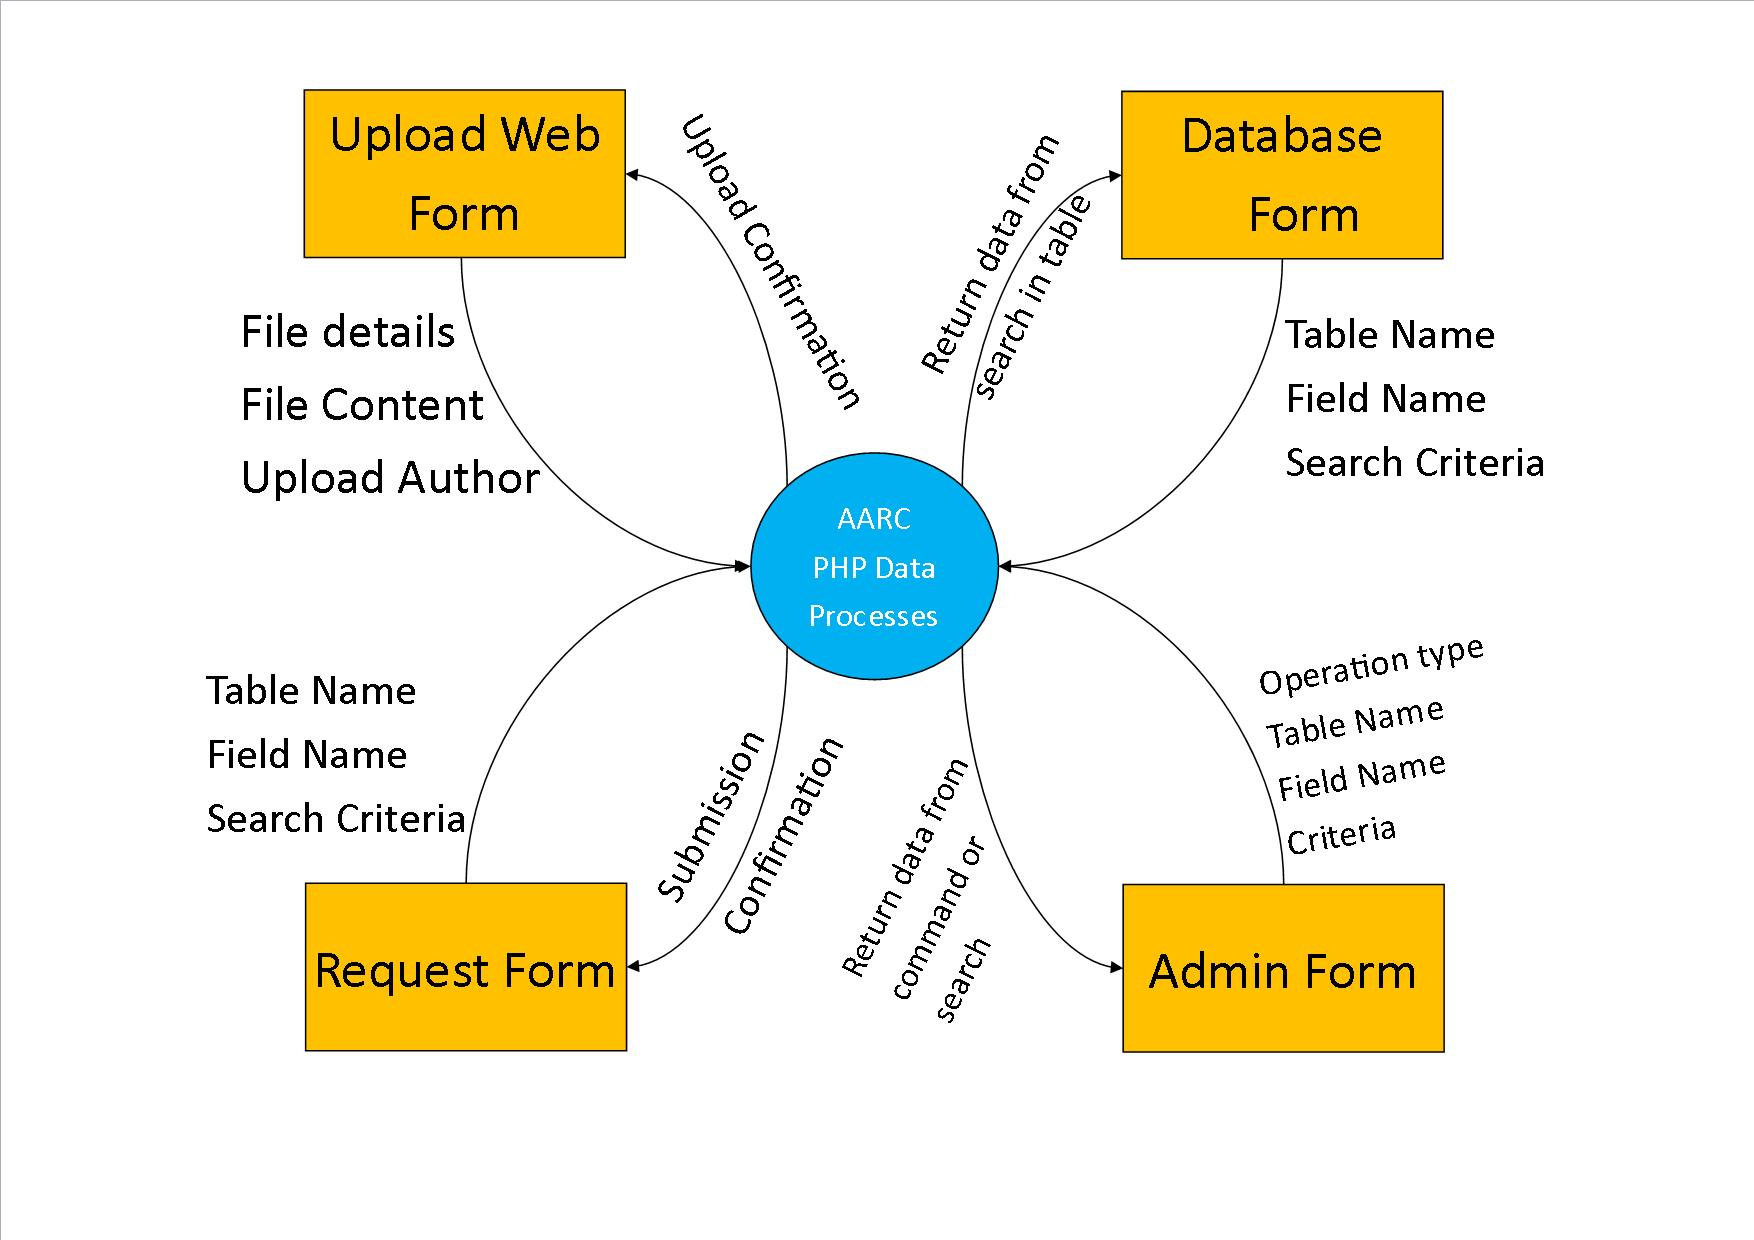 Upload Web
Form
Upload Confirmation
Return data from
search in table
Database
Form
File details
File Content
Upload Author
Table Name
Field Name
Search Criteria
AARC
PHP Data
Processes
Table Name
Field Name
Search Criteria
Submission
Confirmation
Return data from
command or
search
Operation type
Table Name
Field Name
Criteria
Request Form
Admin Form